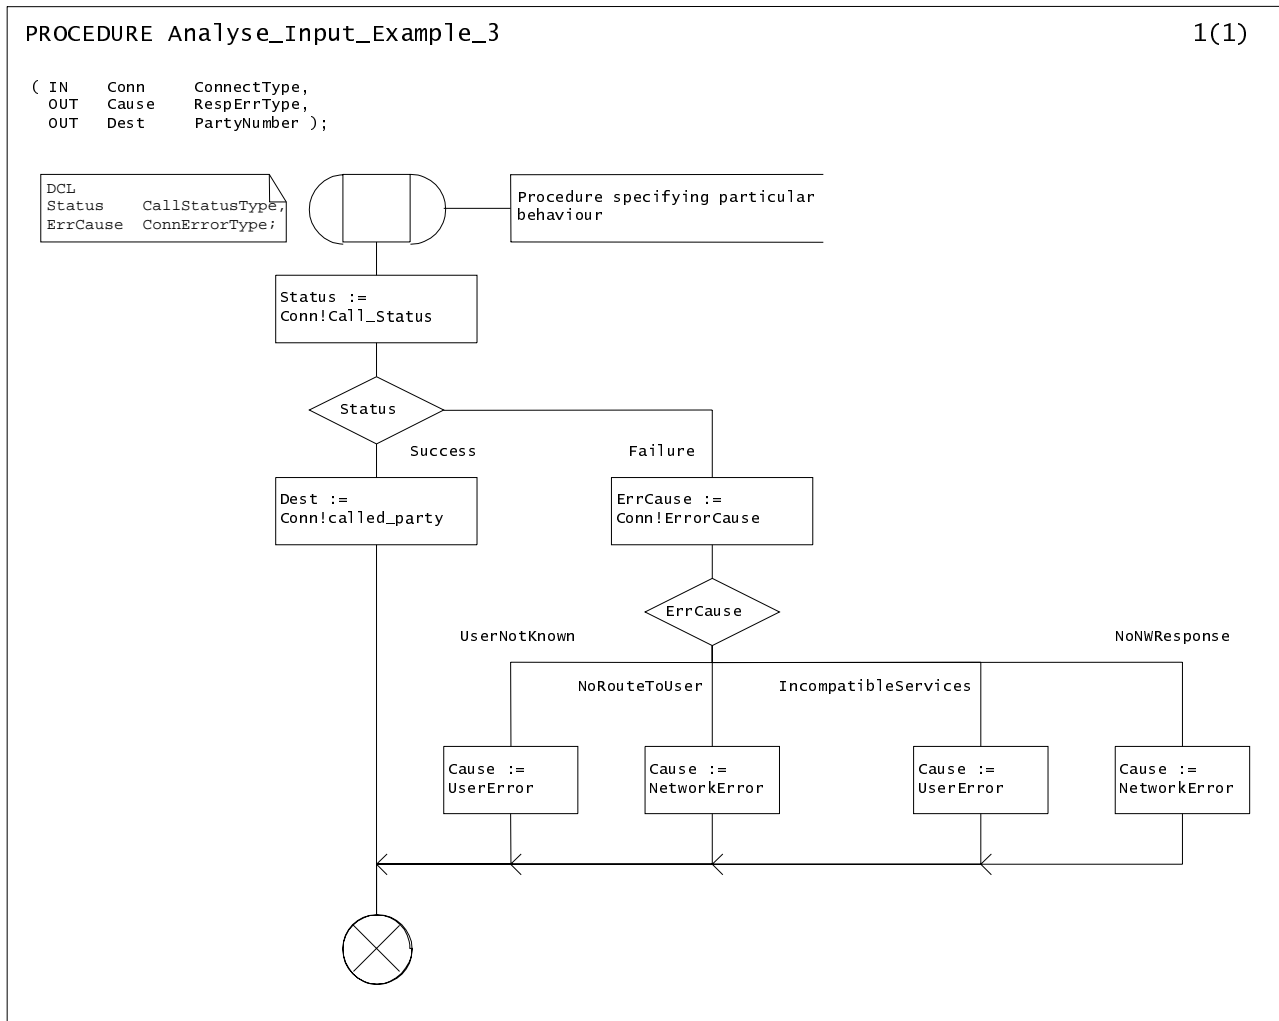 PROCEDURE Analyse_Input_Example_3
1(1)
( IN Conn ConnectType,
OUT Cause RespErrType,
OUT Dest PartyNumber );
DCL
Status CallStatusType,
ErrCause ConnErrorType;
Procedure specifying particular
behaviour
Status :=
Conn!Call_Status
Status
Success
Failure
Dest :=
Conn!called_party
ErrCause :=
Conn!ErrorCause
ErrCause
UserNotKnown
NoNWResponse
NoRouteToUser
IncompatibleServices
Cause :=
UserError
Cause :=
NetworkError
Cause :=
UserError
Cause :=
NetworkError